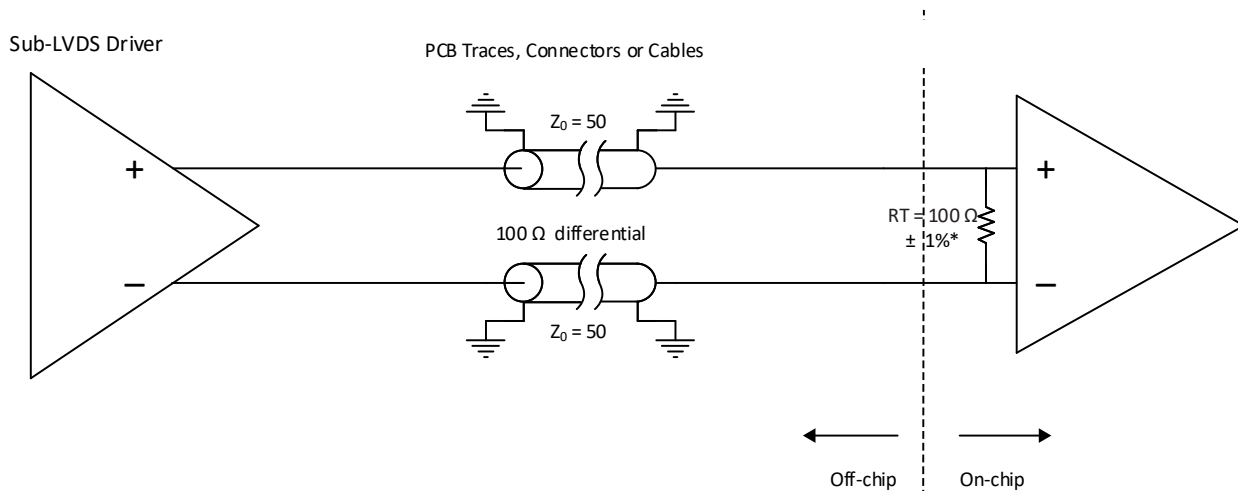 Sub-LVDS Driver
PCB Traces, Connectors or Cables
Z₀ = 50
+
+
RT = 100 Ω
± 1%*
100 Ω differential
−
−
Z₀ = 50
Off-chip
On-chip